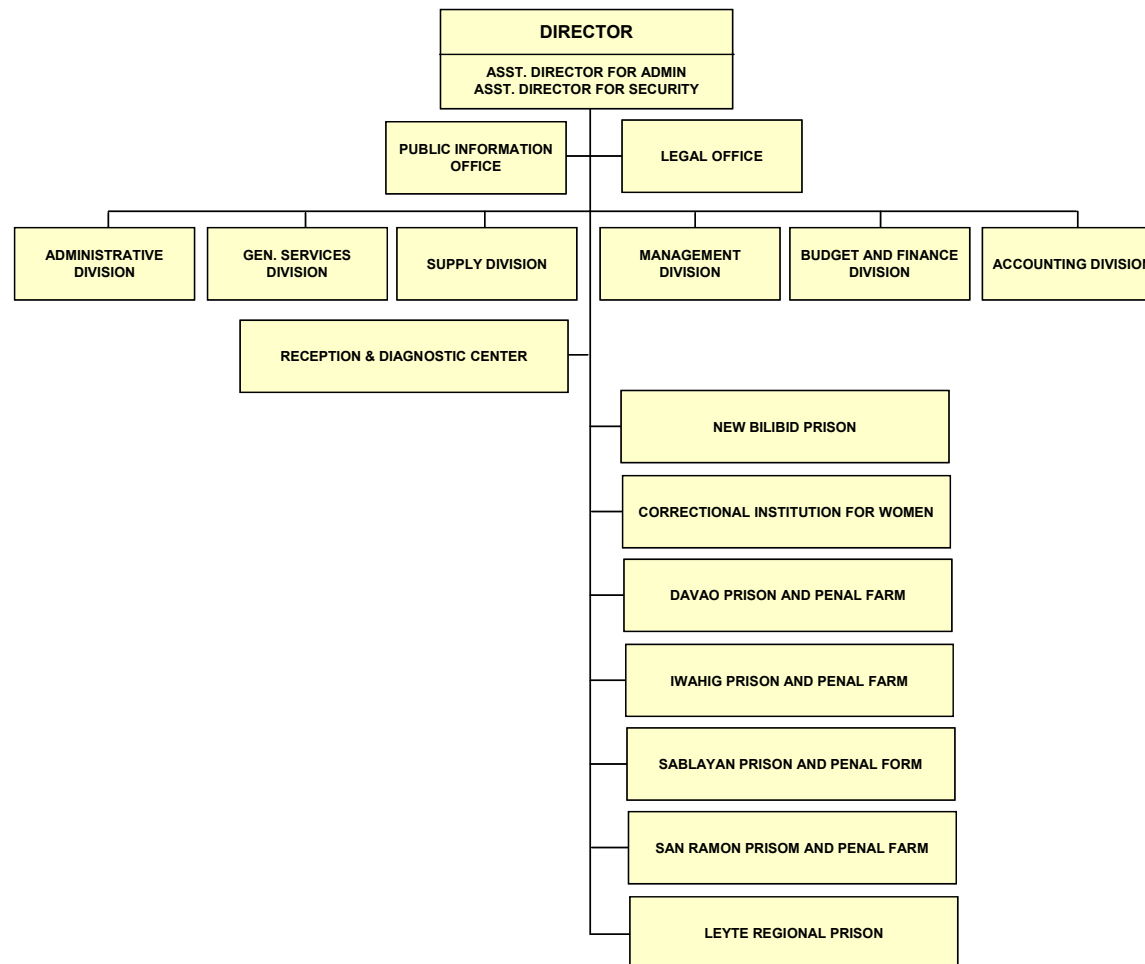 DIRECTOR
ASST. DIRECTOR FOR ADMIN
ASST. DIRECTOR FOR SECURITY
PUBLIC INFORMATION
OFFICE
LEGAL OFFICE
ADMINISTRATIVE
DIVISION
GEN. SERVICES
DIVISION
SUPPLY DIVISION
MANAGEMENT
DIVISION
BUDGET AND FINANCE
DIVISION
ACCOUNTING DIVISION
RECEPTION & DIAGNOSTIC CENTER
NEW BILIBID PRISON
CORRECTIONAL INSTITUTION FOR WOMEN
DAVAO PRISON AND PENAL FARM
IWAHIG PRISON AND PENAL FARM
SABLAYAN PRISON AND PENAL FORM
SAN RAMON PRISOM AND PENAL FARM
LEYTE REGIONAL PRISON